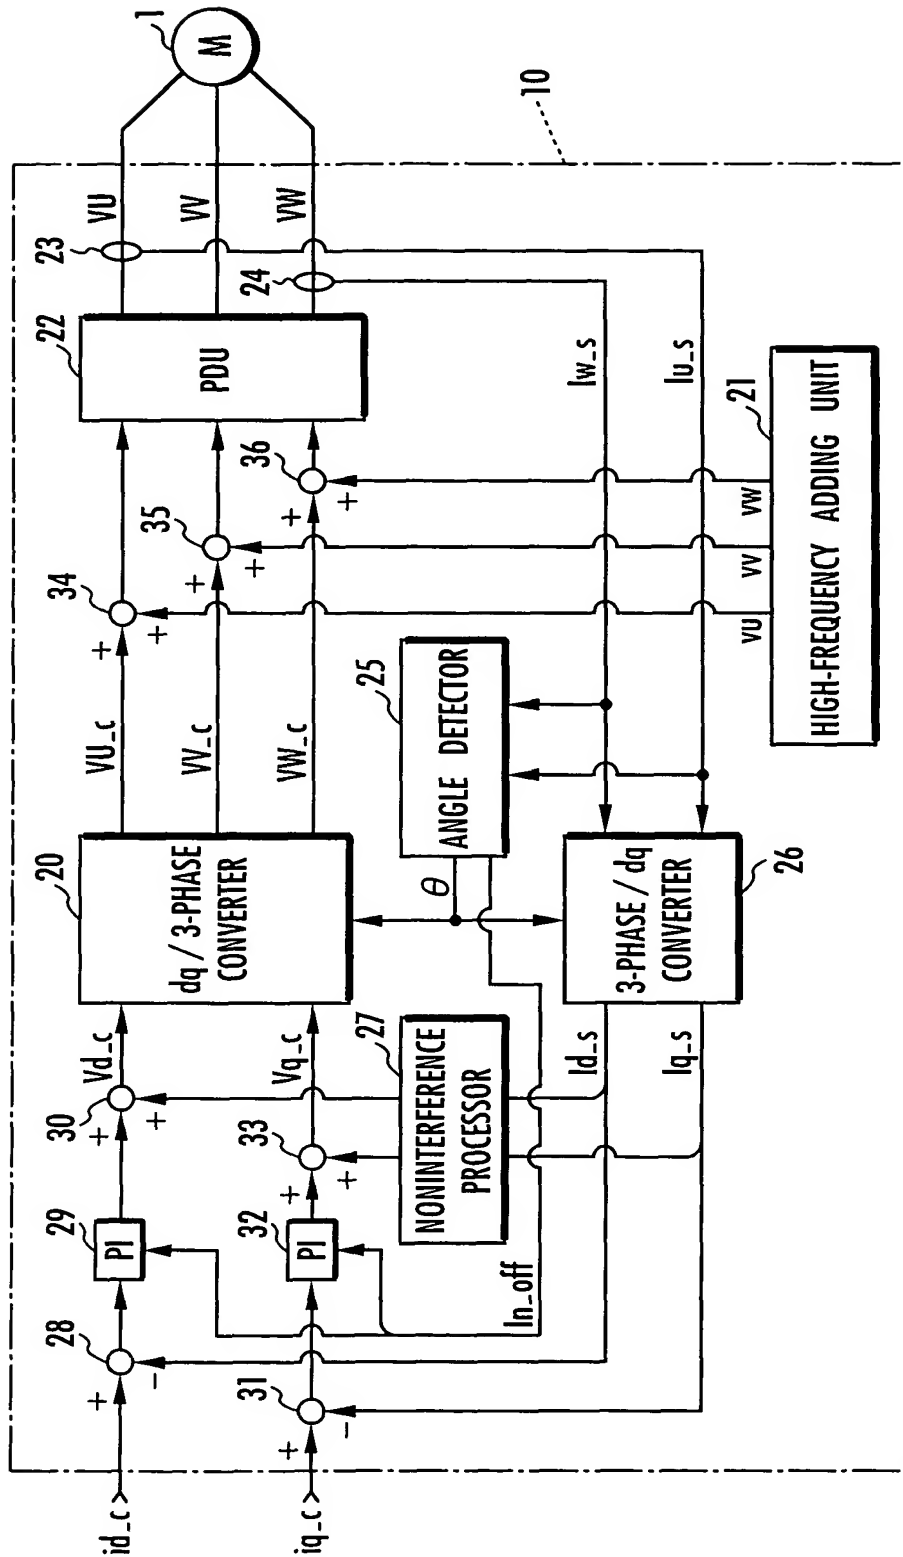 1
M
10
VU
VV
VW
23
24
22
PDU
Iw_s
Iu_s
21
HIGH-FREQUENCY ADDING UNIT
vu
vv
vw
34
+
+
35
+
+
36
+
+
VU_c
VV_c
VW_c
25
ANGLE DETECTOR
θ
20
dq / 3-PHASE
CONVERTER
26
3-PHASE / dq
CONVERTER
Id_s
Iq_s
27
NONINTERFERENCE
PROCESSOR
Vd_c
Vq_c
30
+
+
33
+
+
29
PI
32
PI
In_off
28
+
-
31
+
-
id_c
iq_c